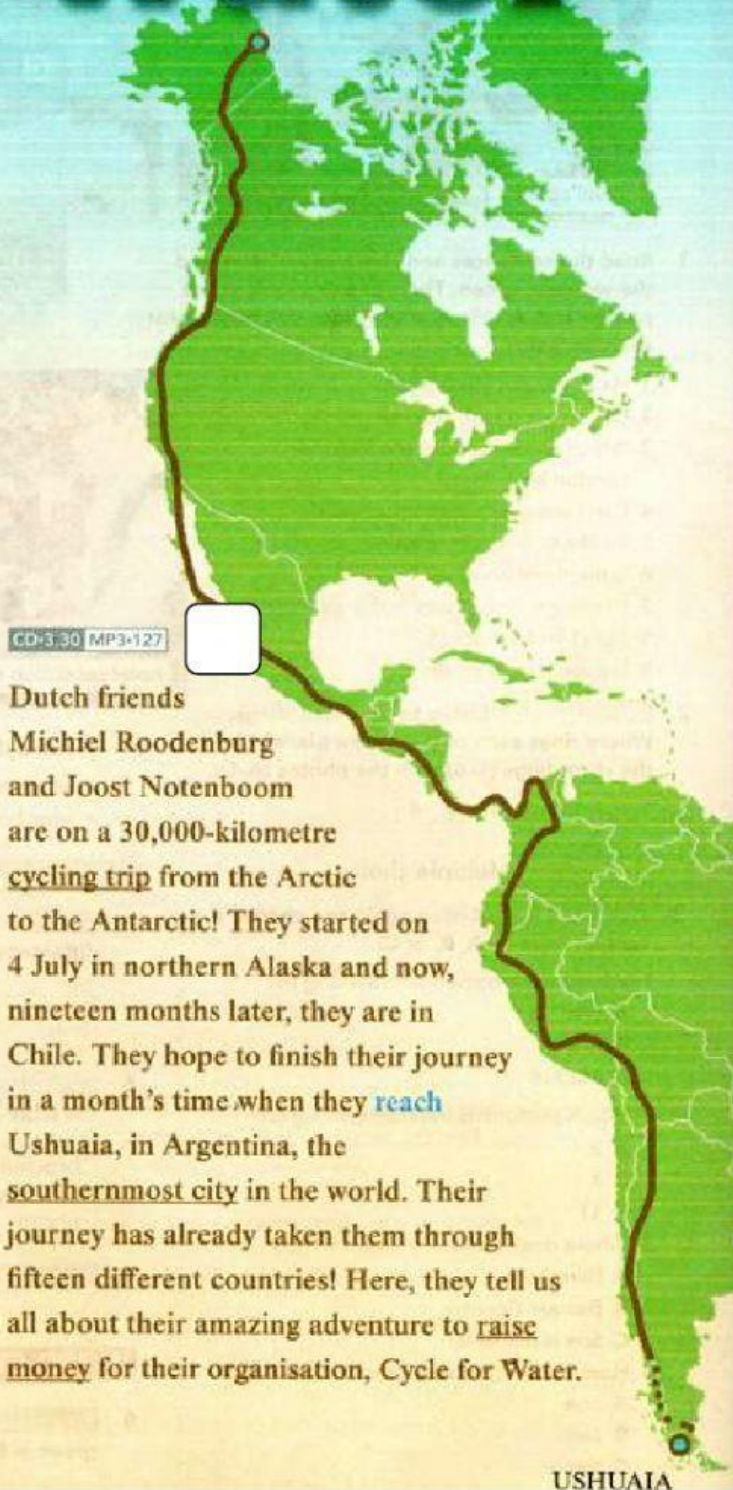 CD•3.30 MP3•127
Dutch friends
Michiel Roodenburg
and Joost Notenboom
are on a 30,000-kilometre
cycling trip from the Arctic
to the Antarctic! They started on
4 July in northern Alaska and now,
nineteen months later, they are in
Chile. They hope to finish their journey
in a month's time when they reach
Ushuaia, in Argentina, the
southernmost city in the world. Their
journey has already taken them through
fifteen different countries! Here, they tell us
all about their amazing adventure to raise
money for their organisation, Cycle for Water.
USHUAIA